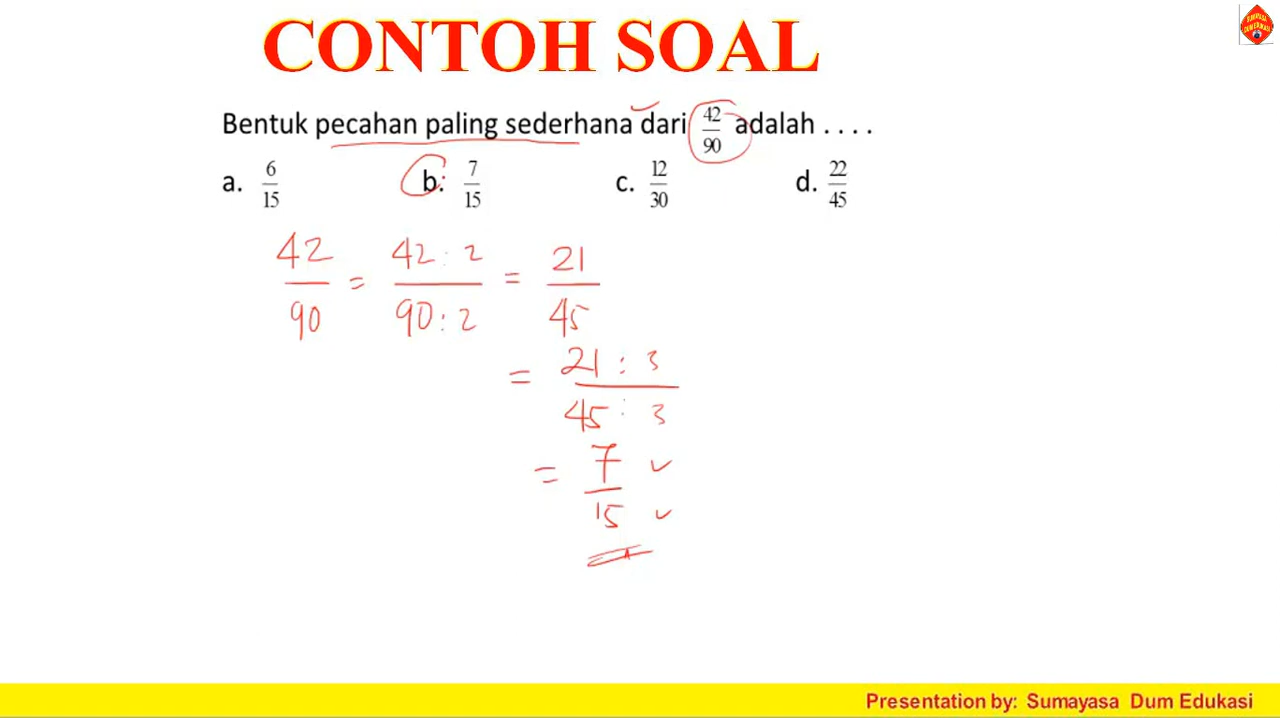 CONTOH SOAL
Bentuk pecahan paling sederhana dari 42/90 adalah . . . .
a. 6/15 b. 7/15 c. 12/30 d. 22/45
42/90 = 42 : 2/90 : 2 = 21/45
= 21 : 3/45 : 3
= 7/15
Presentation by: Sumayasa Dum Edukasi